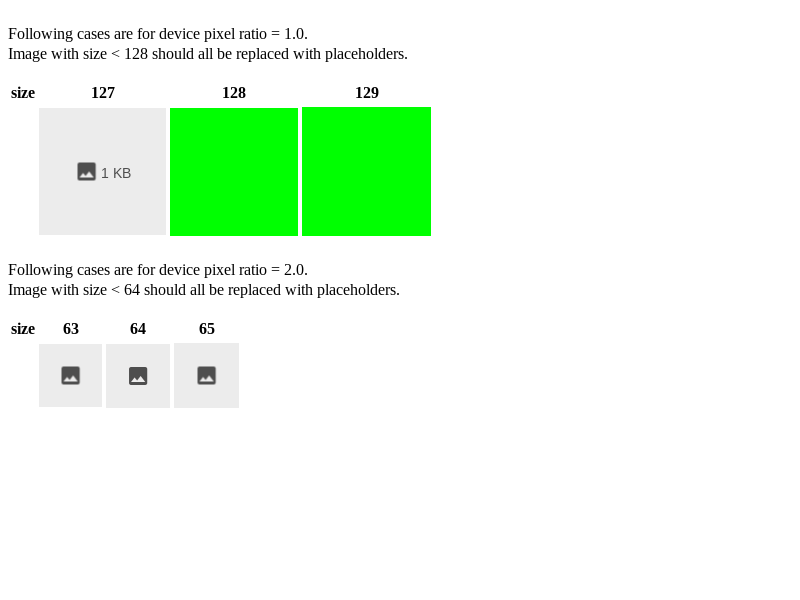 Following cases are for device pixel ratio = 1.0.
Image with size < 128 should all be replaced with placeholders.
size 127 128 129
1 KB
Following cases are for device pixel ratio = 2.0.
Image with size < 64 should all be replaced with placeholders.
size 63 64 65